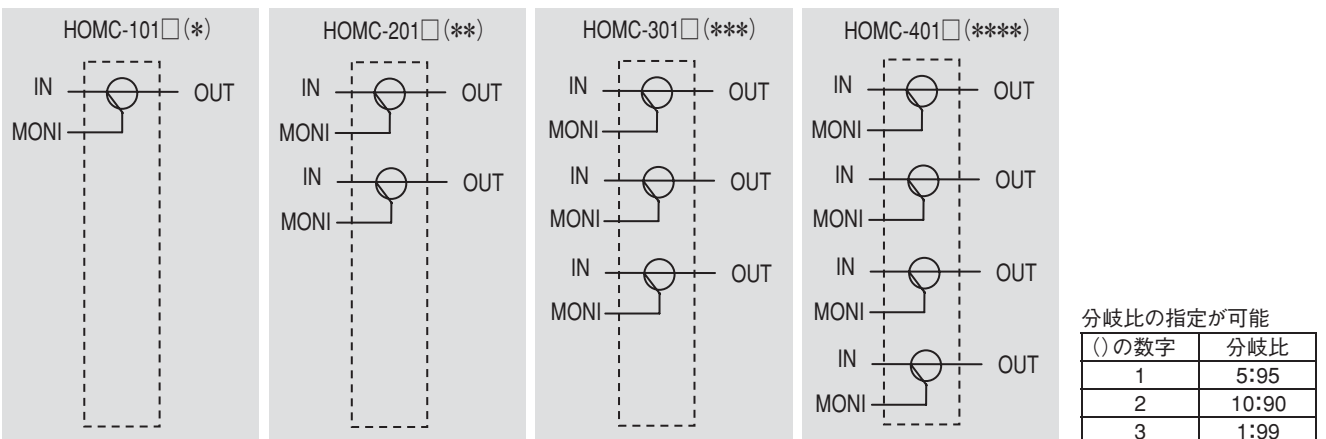 HOMC-101□(*)
IN
OUT
MONI
HOMC-201□(**)
IN
OUT
MONI
IN
OUT
MONI
HOMC-301□(***)
IN
OUT
MONI
IN
OUT
MONI
IN
OUT
MONI
HOMC-401□(****)
IN
OUT
MONI
IN
OUT
MONI
IN
OUT
MONI
IN
OUT
MONI
分岐比の指定が可能
()の数字 分岐比
1 5:95
2 10:90
3 1:99